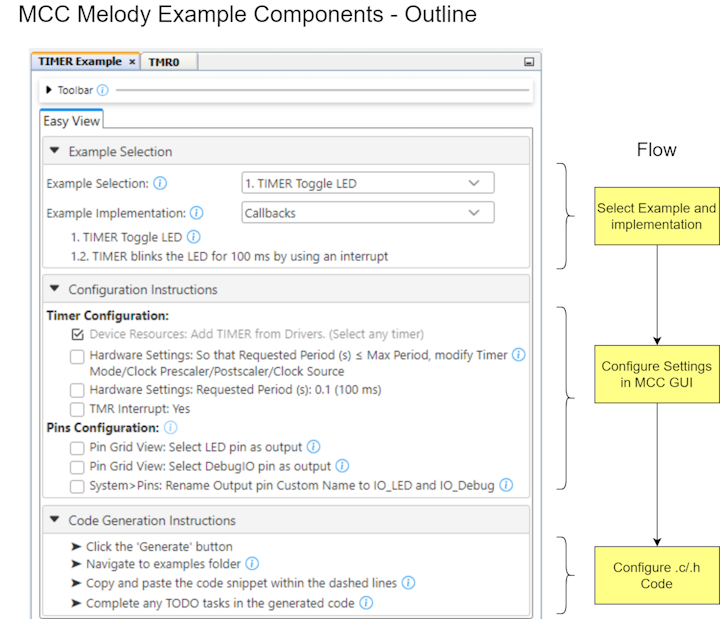 MCC Melody Example Components - Outline
TIMER Example × TMR0
Toolbar
Easy View
Example Selection
Example Selection: 1. TIMER Toggle LED
Example Implementation: Callbacks
1. TIMER Toggle LED
1.2. TIMER blinks the LED for 100 ms by using an interrupt
Configuration Instructions
Timer Configuration:
Device Resources: Add TIMER from Drivers. (Select any timer)
Hardware Settings: So that Requested Period (s) ≤ Max Period, modify Timer
Mode/Clock Prescaler/Postscaler/Clock Source
Hardware Settings: Requested Period (s): 0.1 (100 ms)
TMR Interrupt: Yes
Pins Configuration:
Pin Grid View: Select LED pin as output
Pin Grid View: Select DebugIO pin as output
System>Pins: Rename Output pin Custom Name to IO_LED and IO_Debug
Code Generation Instructions
➤ Click the 'Generate' button
➤ Navigate to examples folder
➤ Copy and paste the code snippet within the dashed lines
➤ Complete any TODO tasks in the generated code
Flow
Select Example and
implementation
Configure Settings
in MCC GUI
Configure .c/.h
Code